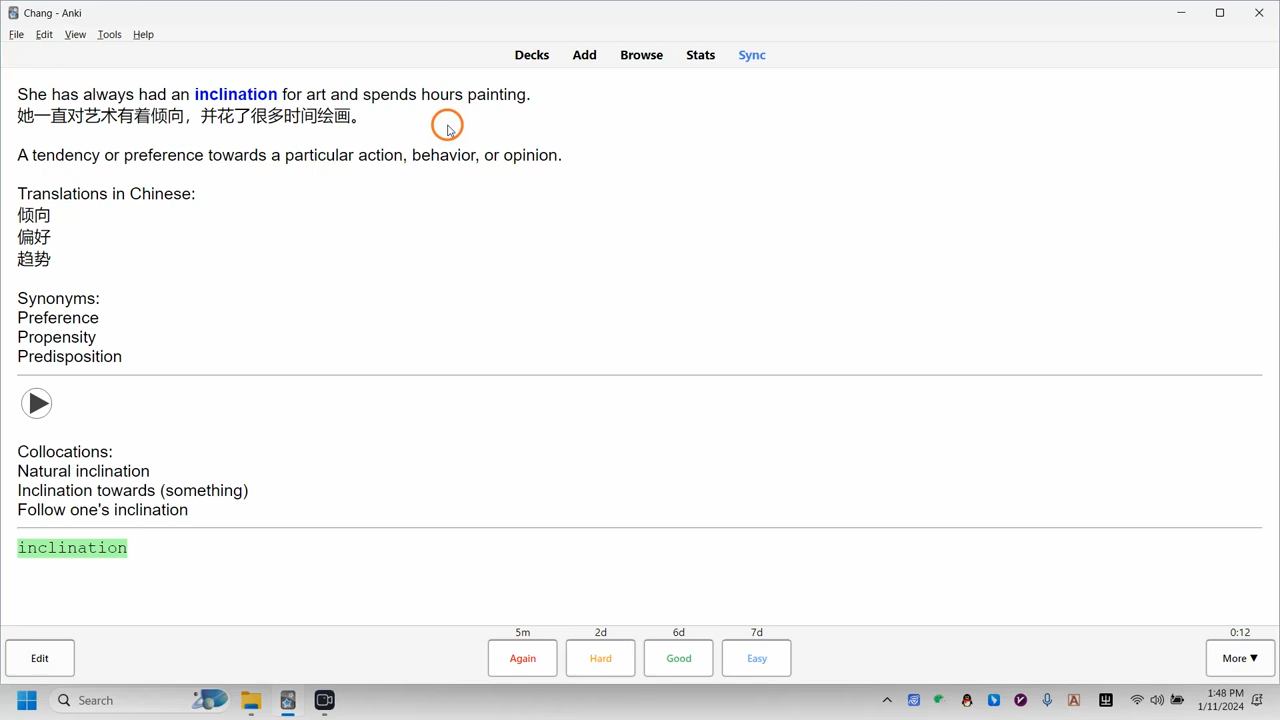 Chang - Anki
File Edit View Tools Help
Decks Add Browse Stats Sync
She has always had an inclination for art and spends hours painting.
她一直对艺术有着倾向，并花了很多时间绘画。
A tendency or preference towards a particular action, behavior, or opinion.
Translations in Chinese:
倾向
偏好
趋势
Synonyms:
Preference
Propensity
Predisposition
Collocations:
Natural inclination
Inclination towards (something)
Follow one's inclination
inclination
5m 2d 6d 7d 0:12
Edit Again Hard Good Easy More ▼
Search
1:48 PM
1/11/2024